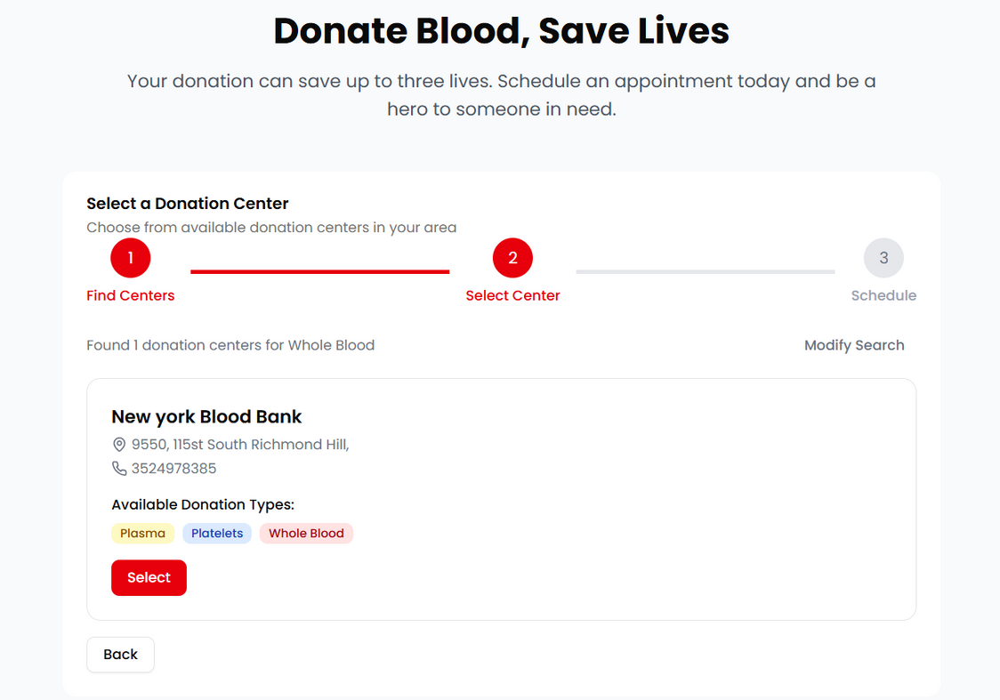 Donate Blood, Save Lives
Your donation can save up to three lives. Schedule an appointment today and be a
hero to someone in need.
Select a Donation Center
Choose from available donation centers in your area
1
2
3
Find Centers
Select Center
Schedule
Found 1 donation centers for Whole Blood
Modify Search
New york Blood Bank
9550, 115st South Richmond Hill,
3524978385
Available Donation Types:
Plasma Platelets Whole Blood
Select
Back